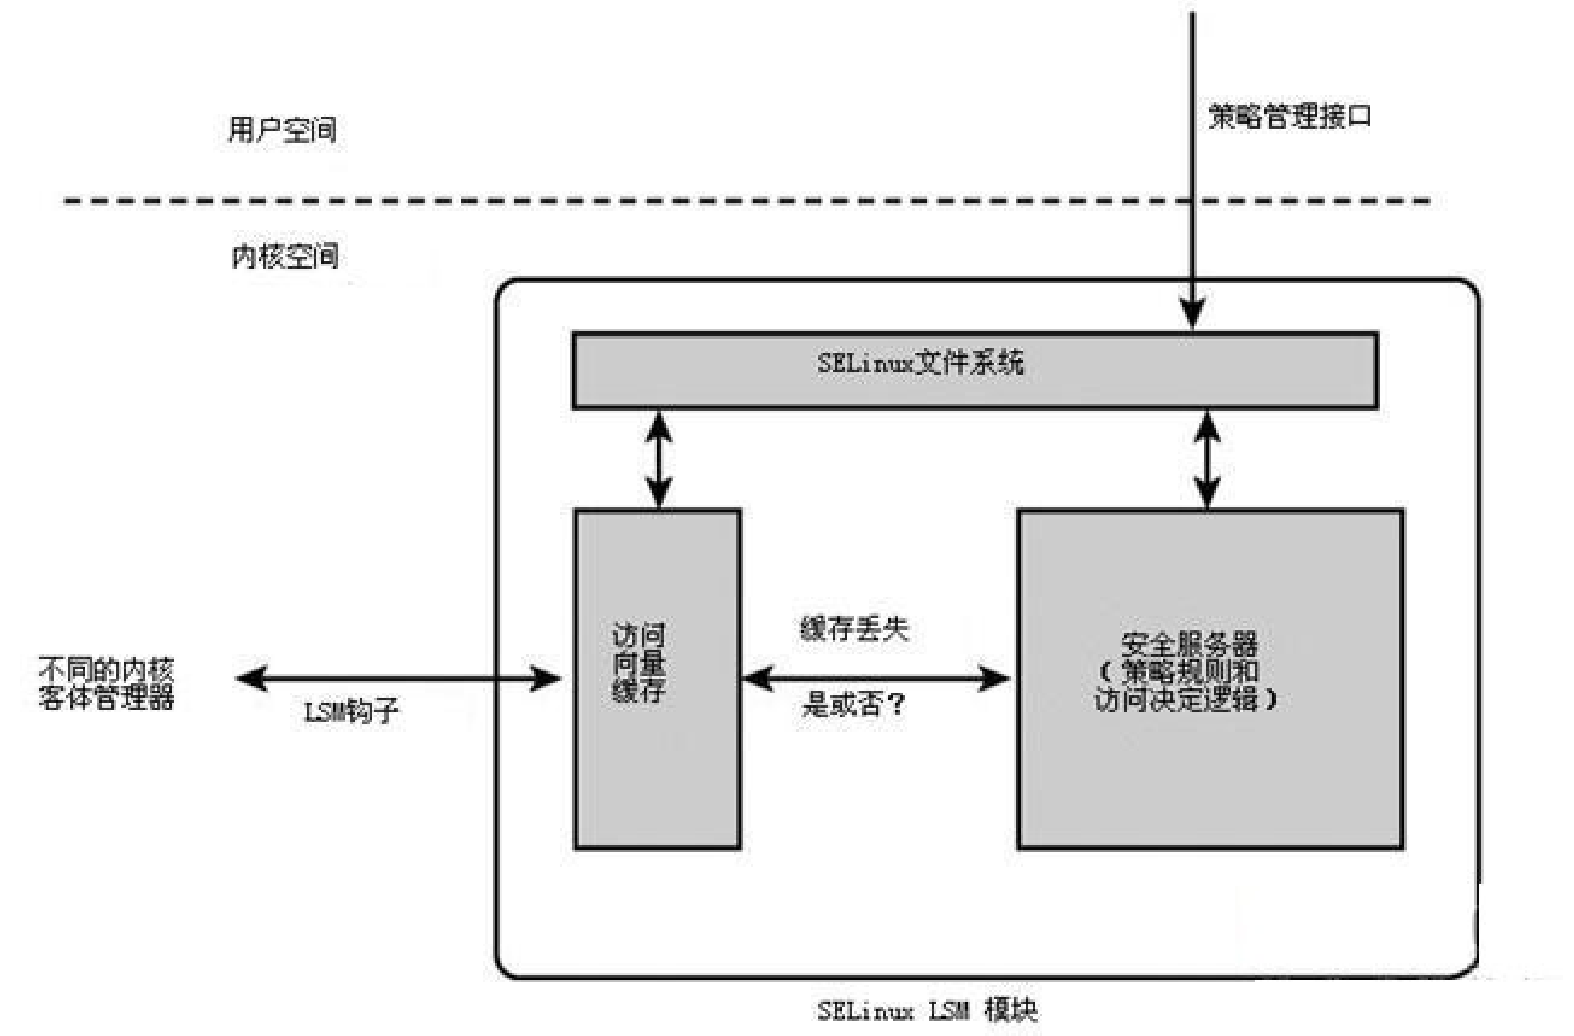 策略管理接口
用户空间
内核空间
SELinux文件系统
访问
向量
缓存
缓存丢失
是或否？
安全服务器
（策略规则和
访问决定逻辑）
不同的内核
客体管理器
LSM钩子
SELinux LSM 模块